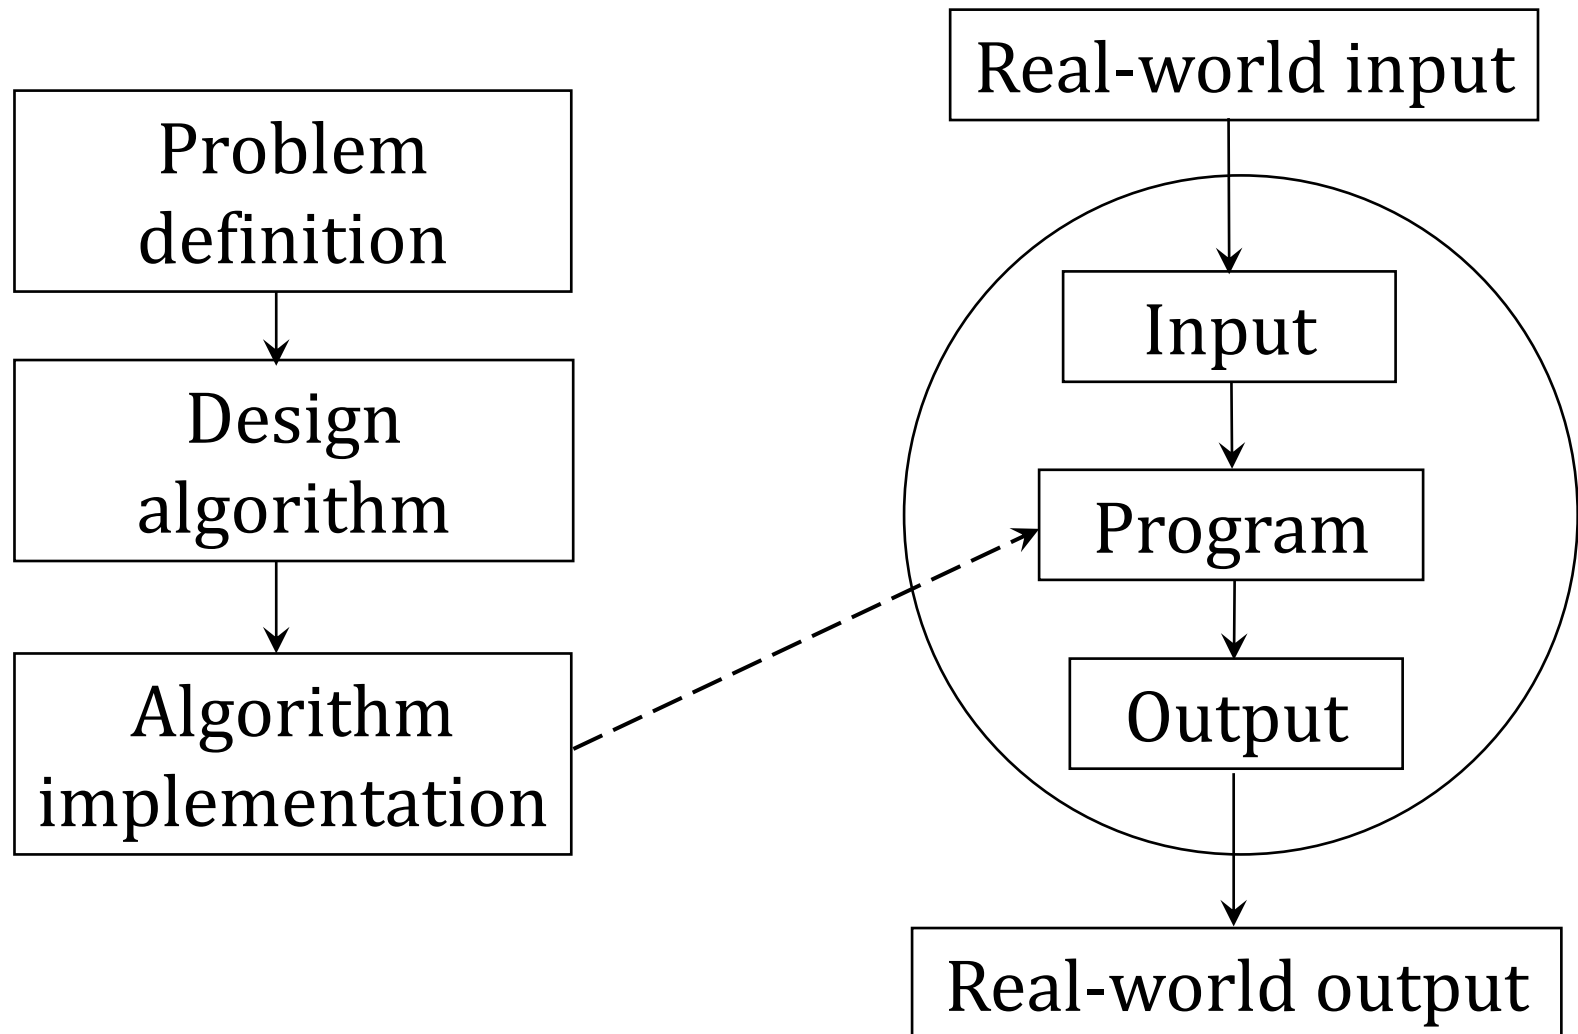 Problem
definition
Design
algorithm
Algorithm
implementation
Real-world input
Input
Program
Output
Real-world output